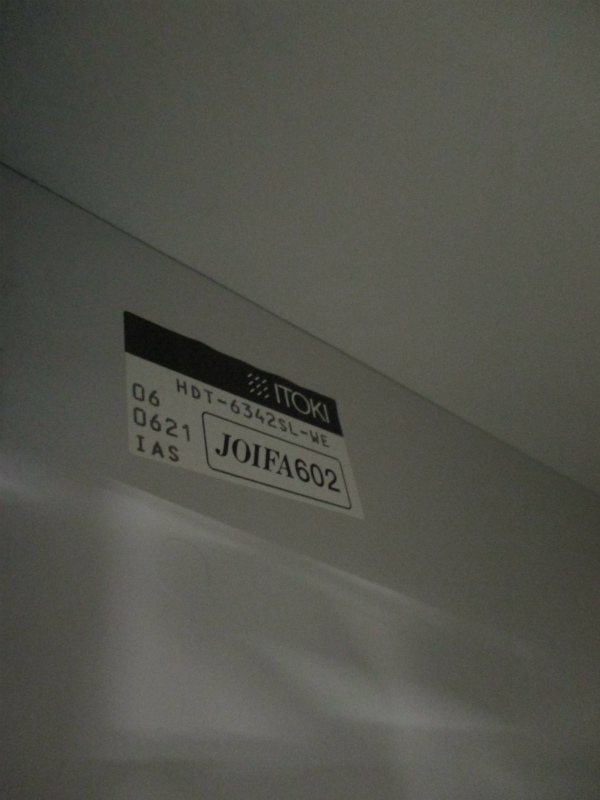 ITOKI
HDT-6342SL-WE
06
0621
IAS
JOIFA602